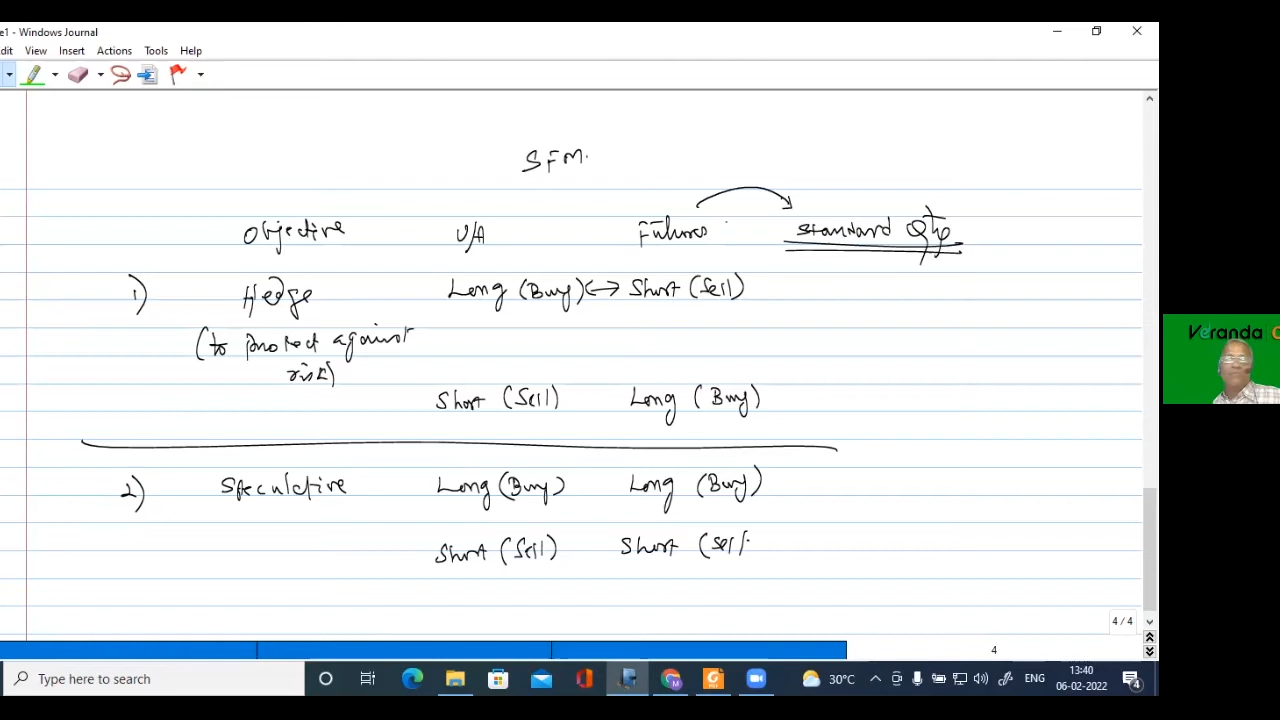 e1 - Windows Journal
dit View Insert Actions Tools Help
SFM
Objective U/A Futures Standard Qty
1) Hedge Long (Buy) ↔ Short (Sell)
(to protect against
risk)
Short (Sell) Long (Buy)
2) Speculative Long (Buy) Long (Buy)
Short (Sell) Short (Sell
Veranda C
4 / 4
4
Type here to search
30°C ENG 13:40
06-02-2022
4